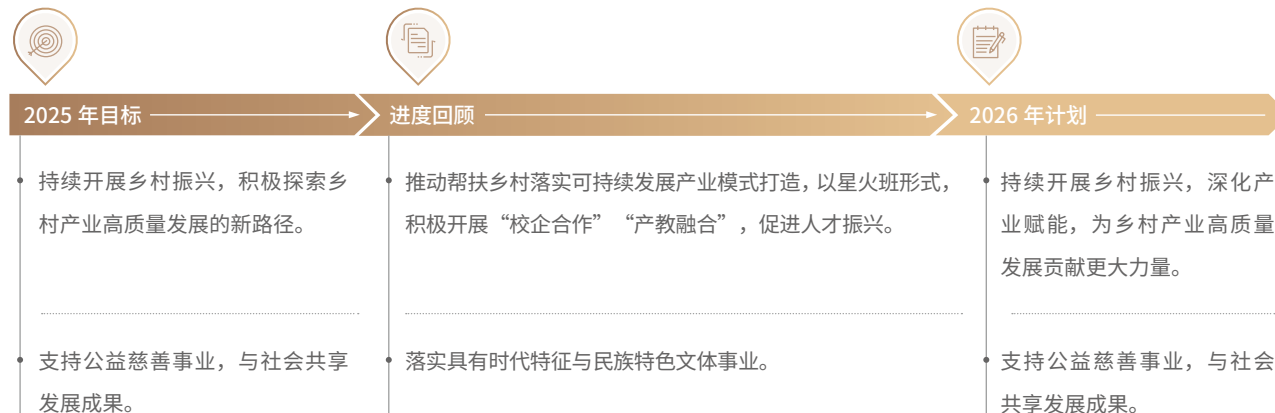 2025 年目标
进度回顾
2026 年计划
持续开展乡村振兴，积极探索乡
村产业高质量发展的新路径。
推动帮扶乡村落实可持续发展产业模式打造，以星火班形式，
积极开展“校企合作”“产教融合”，促进人才振兴。
持续开展乡村振兴，深化产
业赋能，为乡村产业高质量
发展贡献更大力量。
支持公益慈善事业，与社会共享
发展成果。
落实具有时代特征与民族特色文体事业。
支持公益慈善事业，与社会
共享发展成果。